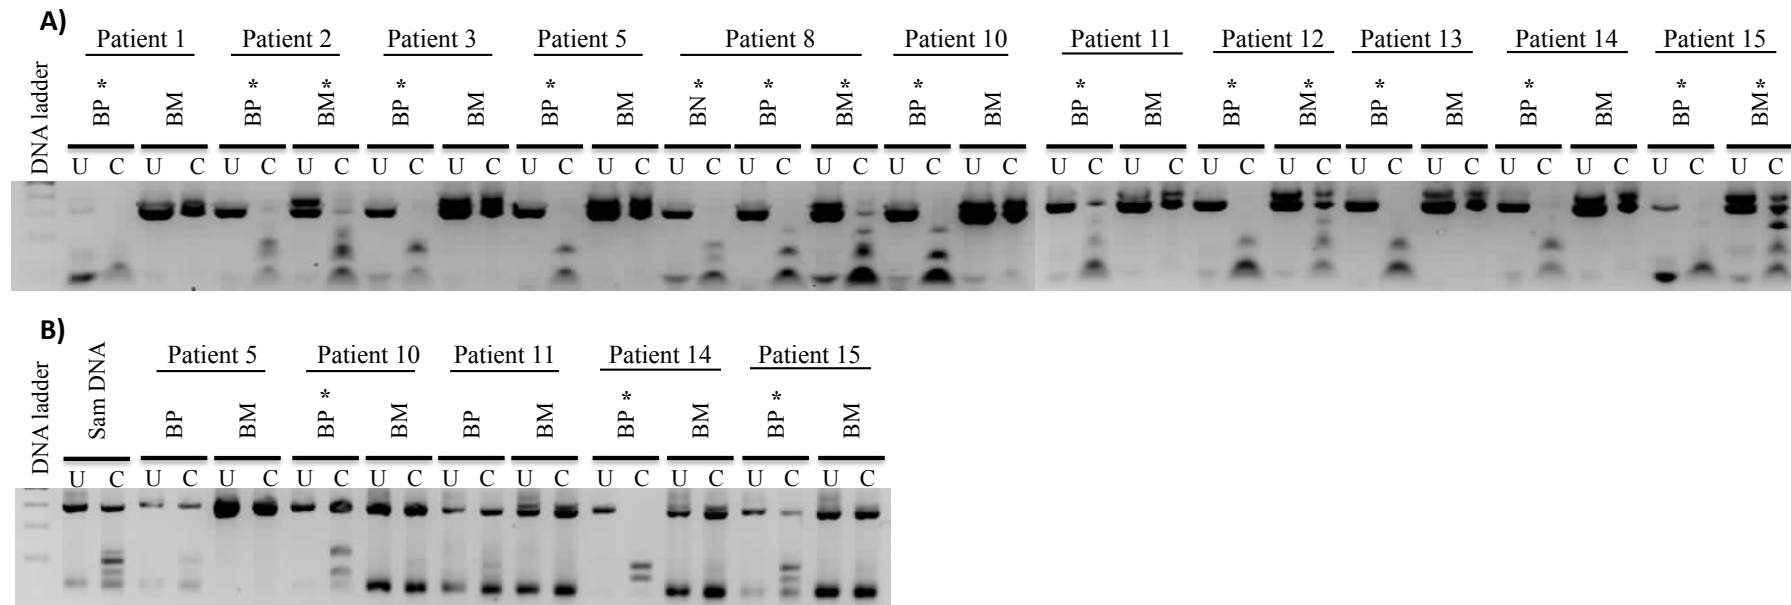 A)
Patient 1 Patient 2 Patient 3 Patient 5 Patient 8 Patient 10 Patient 11 Patient 12 Patient 13 Patient 14 Patient 15
DNA ladder BP * BM BP * BM* BP * BM BP * BM BN * BP * BM* BP * BM BP * BM BP * BM* BP * BM BP * BM BP * BM*
U C U C U C U C U C U C U C U C U C U C U C U C U C U C U C U C U C U C U C U C U C U C U C
B)
Patient 5 Patient 10 Patient 11 Patient 14 Patient 15
DNA ladder Sam DNA BP BM BP * BM BP BM BP * BM BP * BM
U C U C U C U C U C U C U C U C U C U C U C